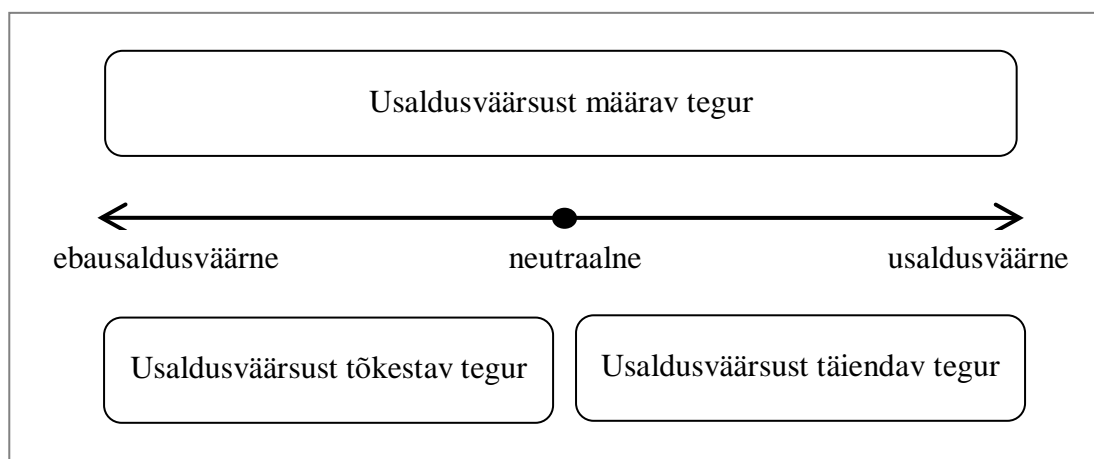 Usaldusväärsust määrav tegur
ebausaldusväärne neutraalne usaldusväärne
Usaldusväärsust tõkestav tegur Usaldusväärsust täiendav tegur